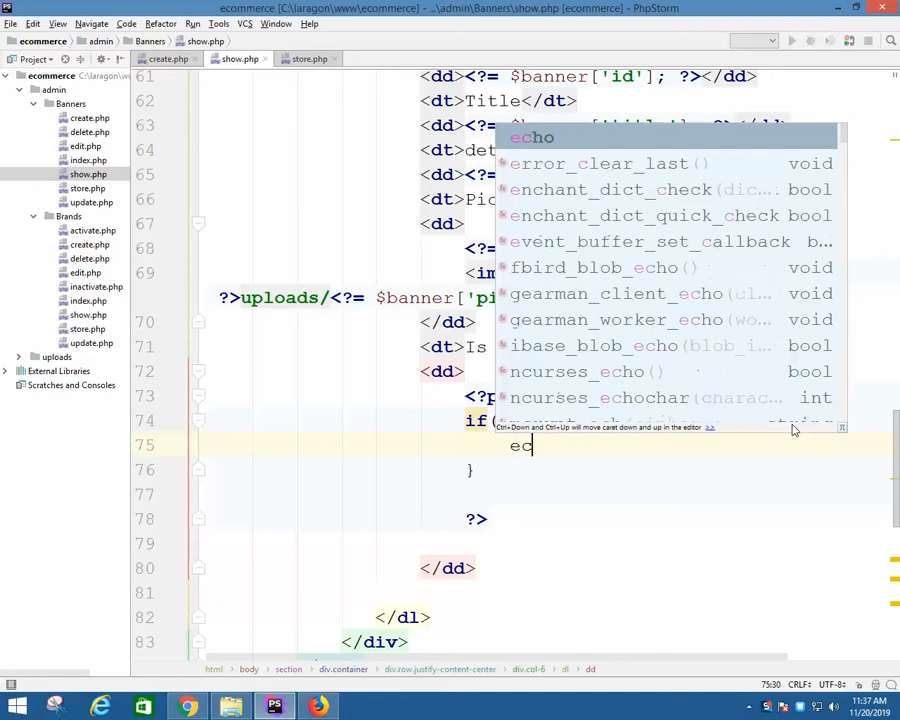 ecommerce [C:\laragon\www\ecommerce] - ...\admin\Banners\show.php [ecommerce] - PhpStorm
File Edit View Navigate Code Refactor Run Tools VCS Window Help
ecommerce admin Banners show.php
Project create.php show.php store.php
ecommerce C:\laragon\w
admin
Banners
create.php
delete.php
edit.php
index.php
show.php
store.php
update.php
Brands
activate.php
create.php
delete.php
edit.php
inactivate.php
index.php
show.php
store.php
update.php
uploads
External Libraries
Scratches and Consoles
61 <dd><?= $banner['id']; ?></dd>
62 <dt>Title</dt>
63 <dd><?=
64 <dt>det
65 <dd><?=
66 <dt>Pic
67 <dd>
68 <?=
69 <im
?>uploads/<?= $banner['pi
70 </dd>
71 <dt>Is
72 <dd>
73 <?p
74 if(
75 ec
76 }
77
78 ?>
79
80 </dd>
81
82 </dl>
83 </div>
echo
error_clear_last() void
enchant_dict_check(dic... bool
enchant_dict_quick_check bool
event_buffer_set_callback b...
fbird_blob_echo() void
gearman_client_echo(cl... void
gearman_worker_echo(wo... void
ibase_blob_echo(blob_i... bool
ncurses_echo() bool
ncurses_echochar(charac... int
Ctrl+Down and Ctrl+Up will move caret down and up in the editor >>
html body section div.container div.row.justify-content-center div.col-6 dl dd
75:30 CRLF÷ UTF-8÷
11:37 AM
11/20/2019